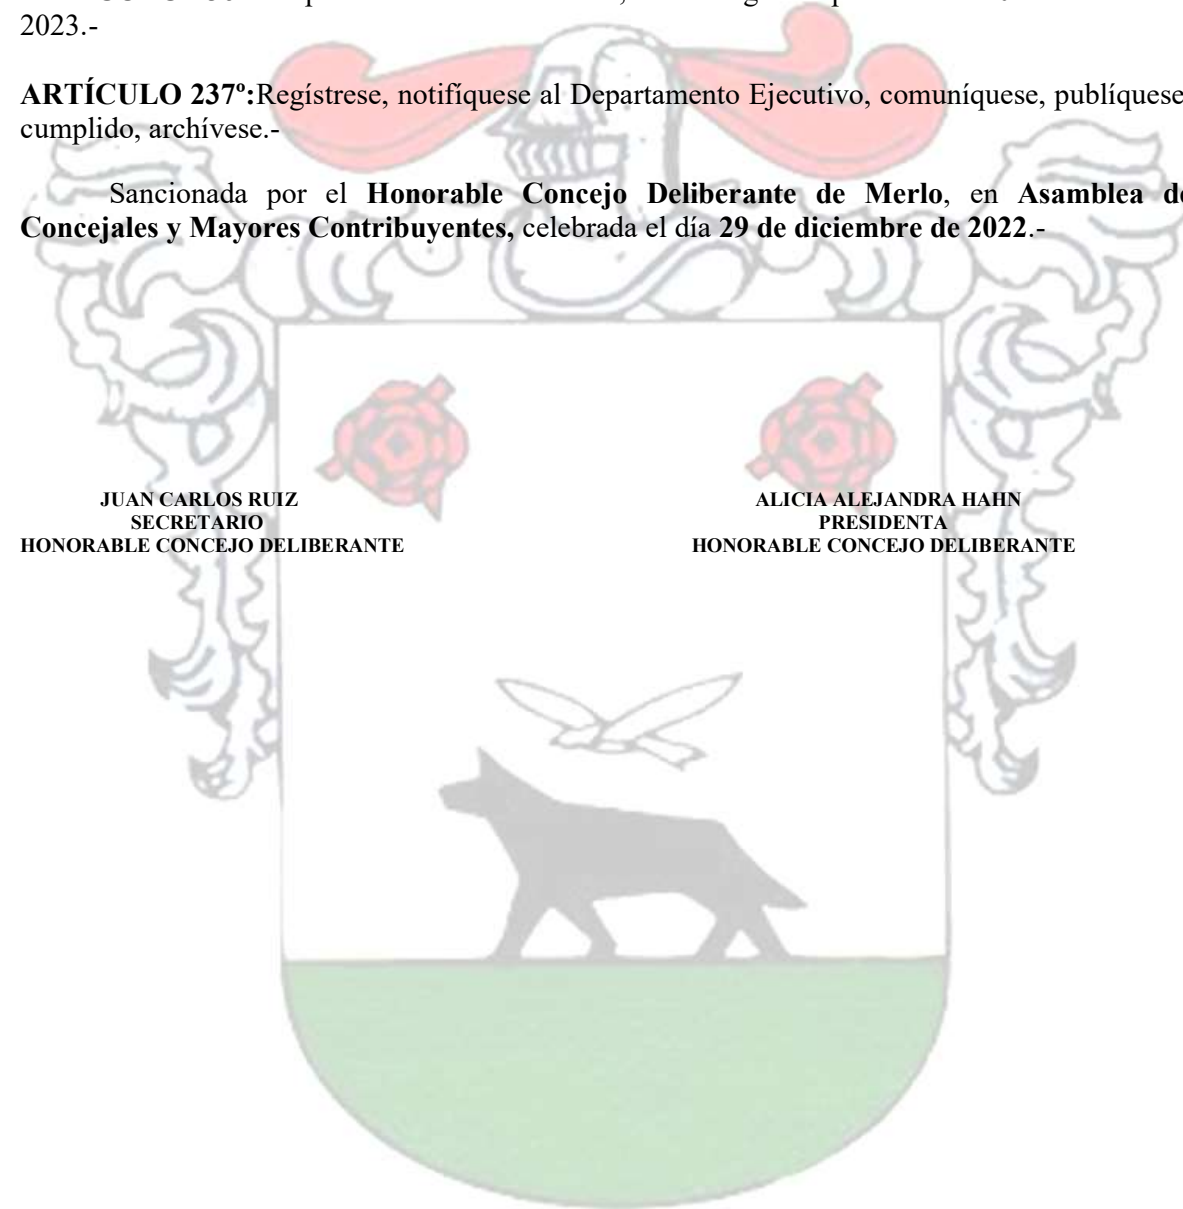 2023.-
ARTÍCULO 237º:Regístrese, notifíquese al Departamento Ejecutivo, comuníquese, publíquese
cumplido, archívese.-
Sancionada por el Honorable Concejo Deliberante de Merlo, en Asamblea de
Concejales y Mayores Contribuyentes, celebrada el día 29 de diciembre de 2022.-
JUAN CARLOS RUIZ
SECRETARIO
HONORABLE CONCEJO DELIBERANTE
ALICIA ALEJANDRA HAHN
PRESIDENTA
HONORABLE CONCEJO DELIBERANTE